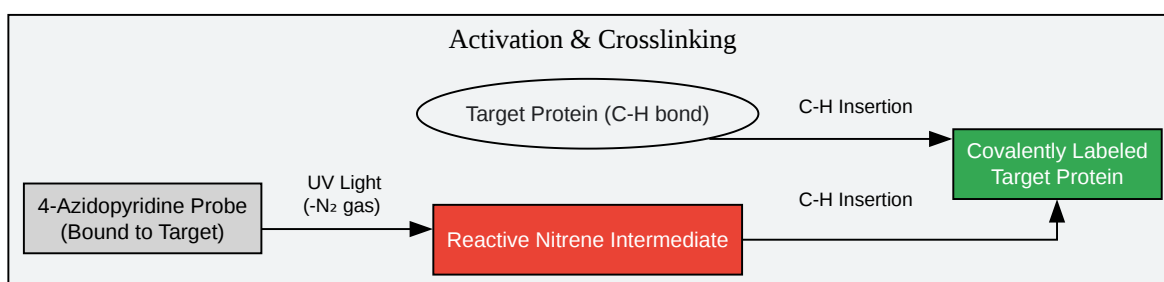 Activation & Crosslinking
Target Protein (C-H bond)
C-H Insertion
Covalently Labeled
Target Protein
4-Azidopyridine Probe
(Bound to Target)
UV Light
(-N₂ gas)
Reactive Nitrene Intermediate
C-H Insertion